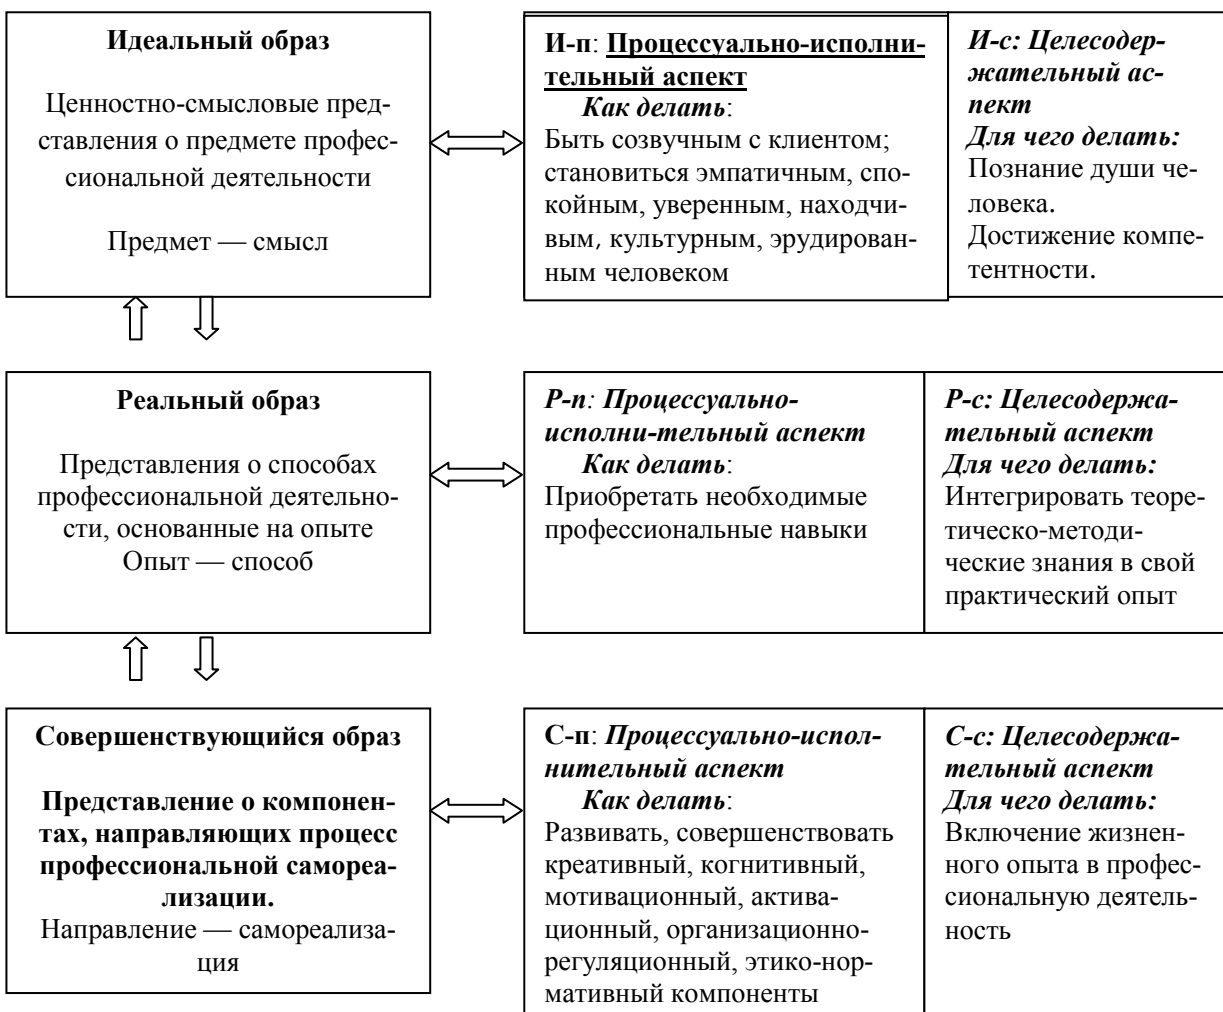 Идеальный образ
Ценностно-смысловые пред-
ставления о предмете профес-
сиональной деятельности
Предмет — смысл
И-п: Процессуально-исполни-
тельный аспект
Как делать:
Быть созвучным с клиентом;
становиться эмпатичным, спо-
койным, уверенным, находчи-
вым, культурным, эрудирован-
ным человеком
И-с: Целесодер-
жательный ас-
пект
Для чего делать:
Познание души че-
ловека.
Достижение компе-
тентности.
Реальный образ
Представления о способах
профессиональной деятельно-
сти, основанные на опыте
Опыт — способ
Р-п: Процессуально-
исполни-тельный аспект
Как делать:
Приобретать необходимые
профессиональные навыки
Р-с: Целесодержа-
тельный аспект
Для чего делать:
Интегрировать теоре-
тическо-методи-
ческие знания в свой
практический опыт
Совершенствующийся образ
Представление о компонен-
тах, направляющих процесс
профессиональной самореа-
лизации.
Направление — самореализа-
ция
С-п: Процессуально-испол-
нительный аспект
Как делать:
Развивать, совершенствовать
креативный, когнитивный,
мотивационный, актива-
ционный, организационно-
регуляционный, этико-нор-
мативный компоненты
С-с: Целесодержа-
тельный аспект
Для чего делать:
Включение жизнен-
ного опыта в профес-
сиональную деятель-
ность